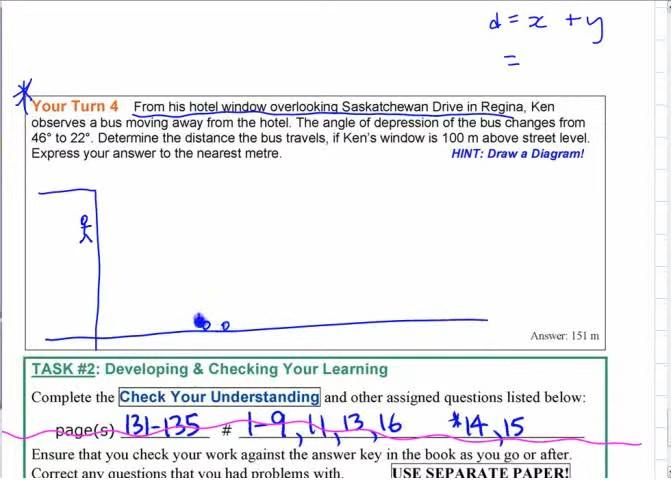 d = x + y
=
* Your Turn 4 From his hotel window overlooking Saskatchewan Drive in Regina, Ken
observes a bus moving away from the hotel. The angle of depression of the bus changes from
46° to 22°. Determine the distance the bus travels, if Ken's window is 100 m above street level.
Express your answer to the nearest metre. HINT: Draw a Diagram!
Answer: 151 m
TASK #2: Developing & Checking Your Learning
Complete the Check Your Understanding and other assigned questions listed below:
page(s) 131-135 # 1-9, 11, 13, 16 *14, 15
Ensure that you check your work against the answer key in the book as you go or after.
Correct any questions that you had problems with. USE SEPARATE PAPER!